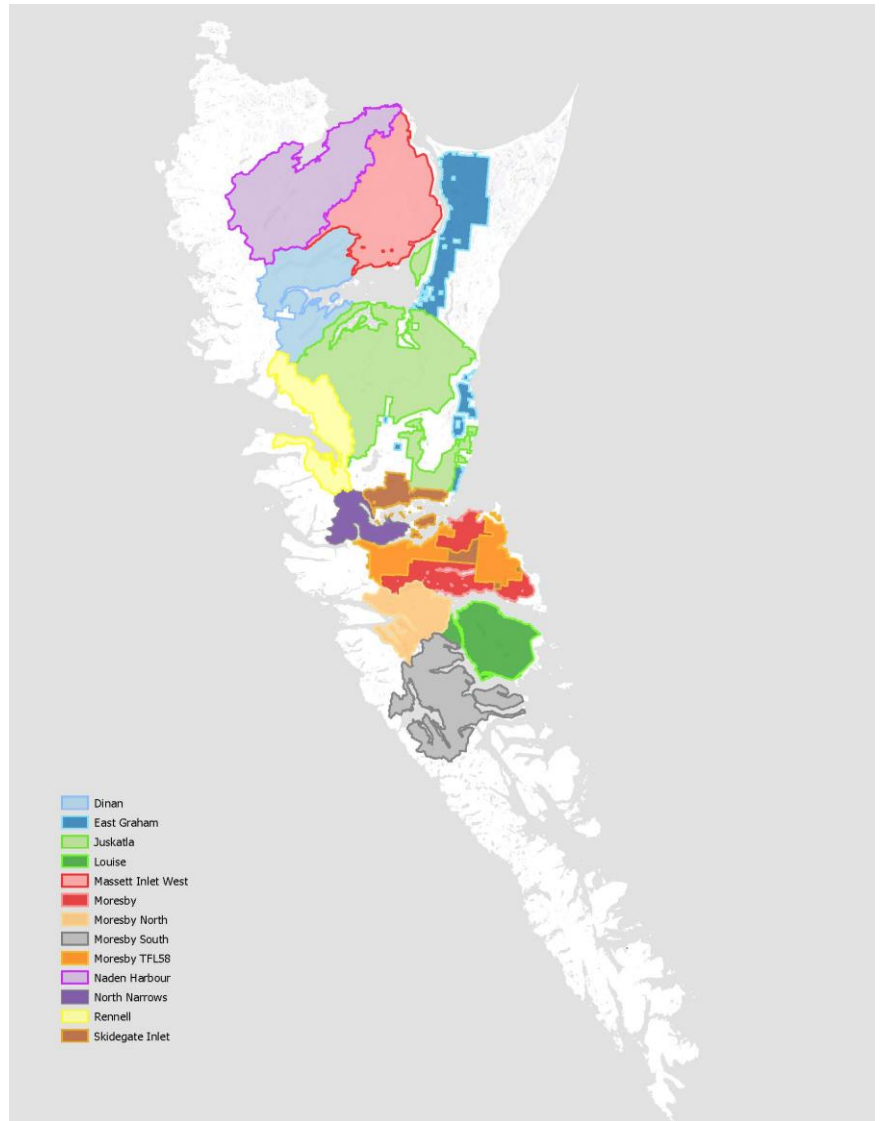 Dinan
East Graham
Juskatla
Louise
Massett Inlet West
Moresby
Moresby North
Moresby South
Moresby TFL58
Naden Harbour
North Narrows
Rennell
Skidegate Inlet